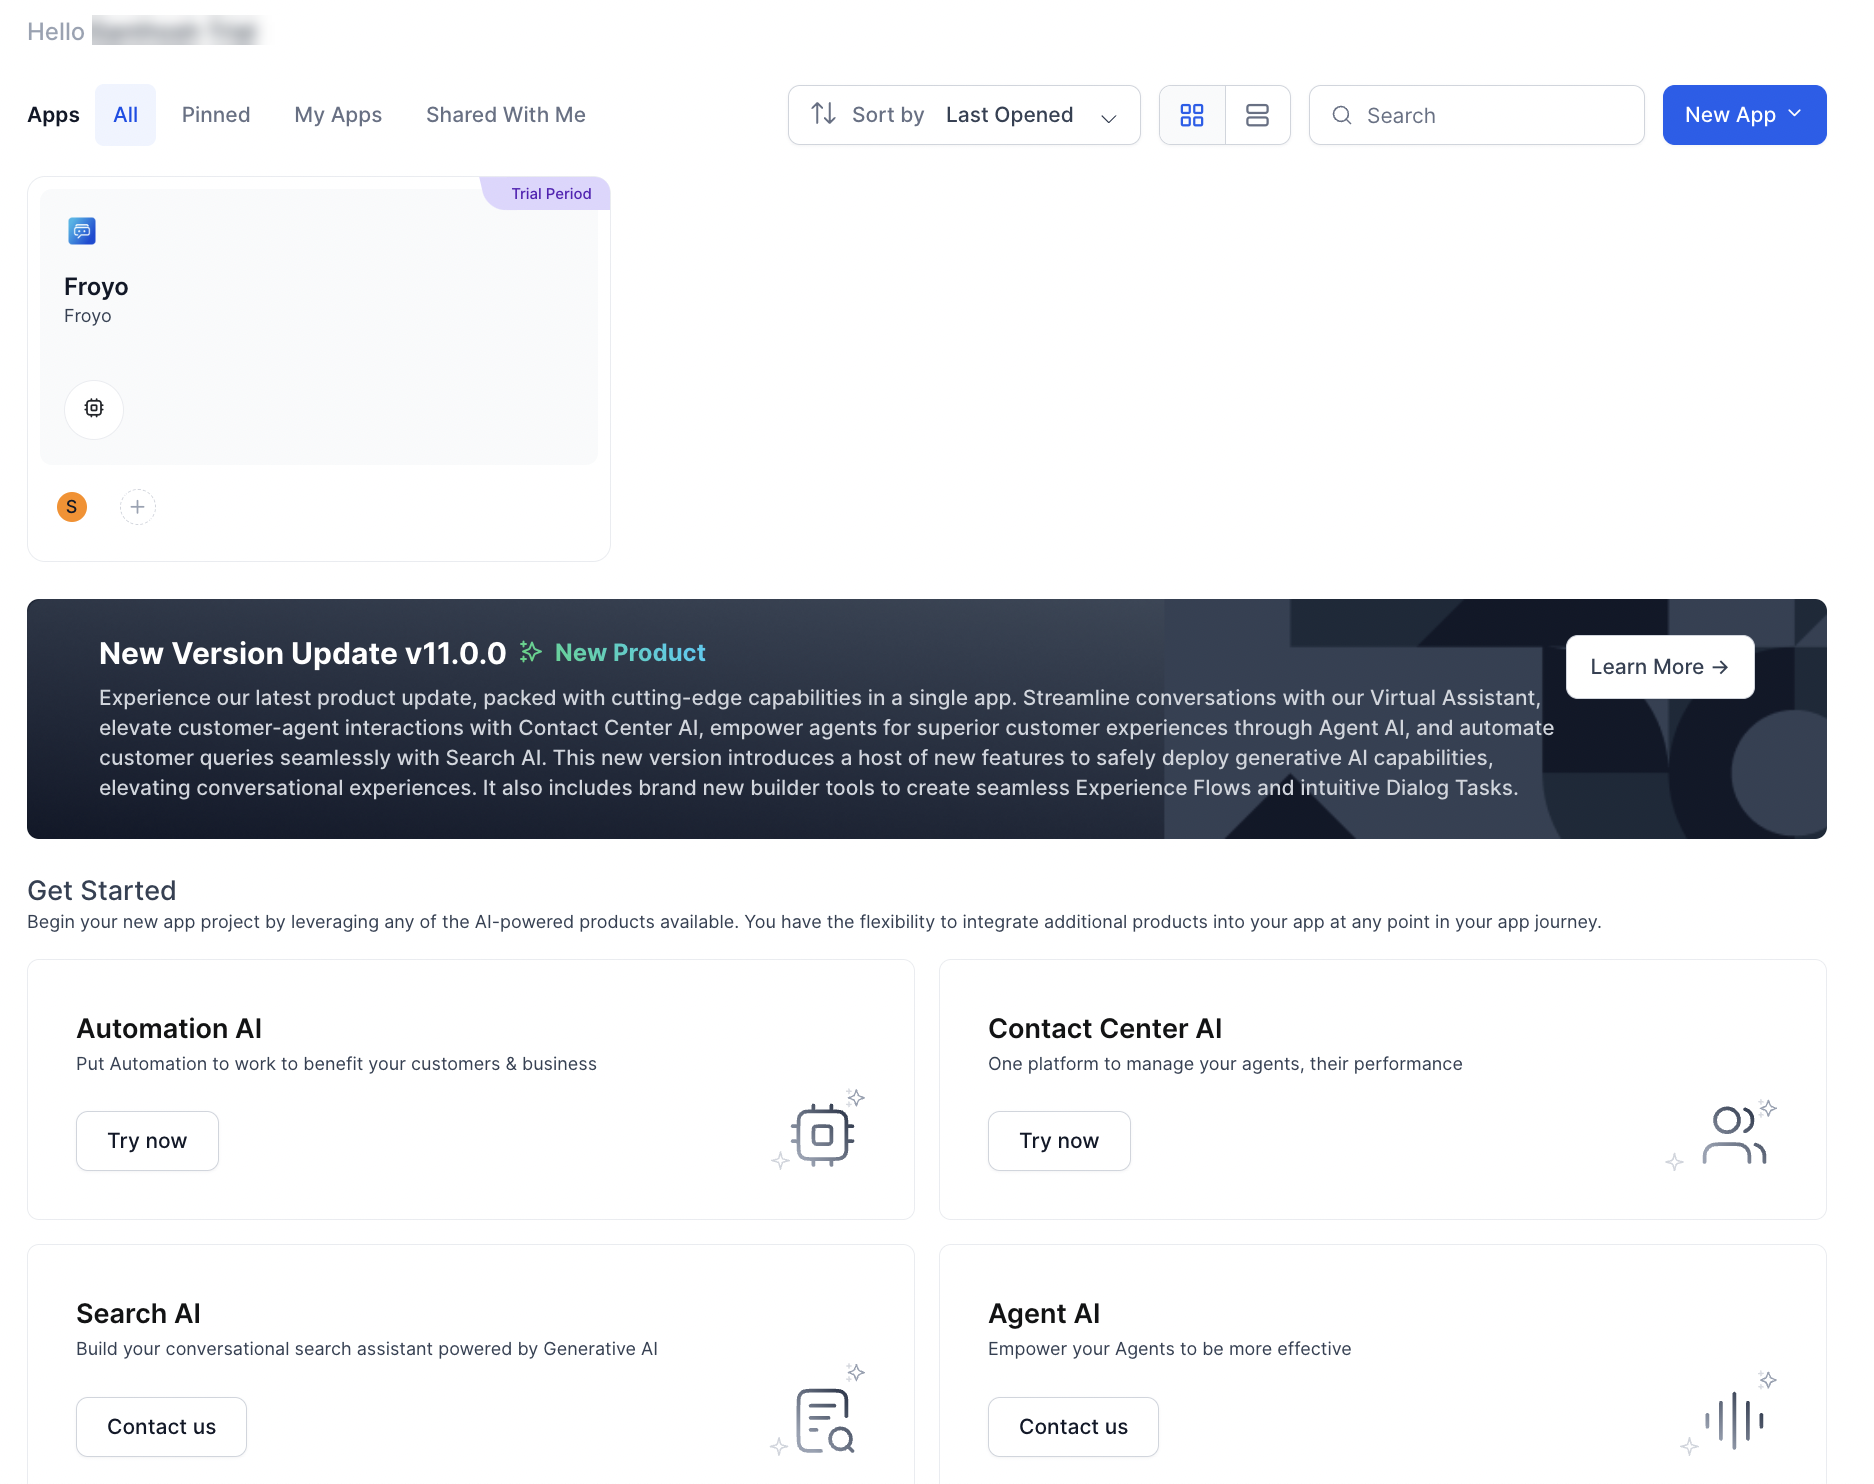 Hello
Apps All Pinned My Apps Shared With Me Sort by Last Opened Search New App
Trial Period
Froyo
Froyo
S
New Version Update v11.0.0 New Product
Learn More →
Experience our latest product update, packed with cutting-edge capabilities in a single app. Streamline conversations with our Virtual Assistant,
elevate customer-agent interactions with Contact Center AI, empower agents for superior customer experiences through Agent AI, and automate
customer queries seamlessly with Search AI. This new version introduces a host of new features to safely deploy generative AI capabilities,
elevating conversational experiences. It also includes brand new builder tools to create seamless Experience Flows and intuitive Dialog Tasks.
Get Started
Begin your new app project by leveraging any of the AI-powered products available. You have the flexibility to integrate additional products into your app at any point in your app journey.
Automation AI
Put Automation to work to benefit your customers & business
Try now
Contact Center AI
One platform to manage your agents, their performance
Try now
Search AI
Build your conversational search assistant powered by Generative AI
Contact us
Agent AI
Empower your Agents to be more effective
Contact us